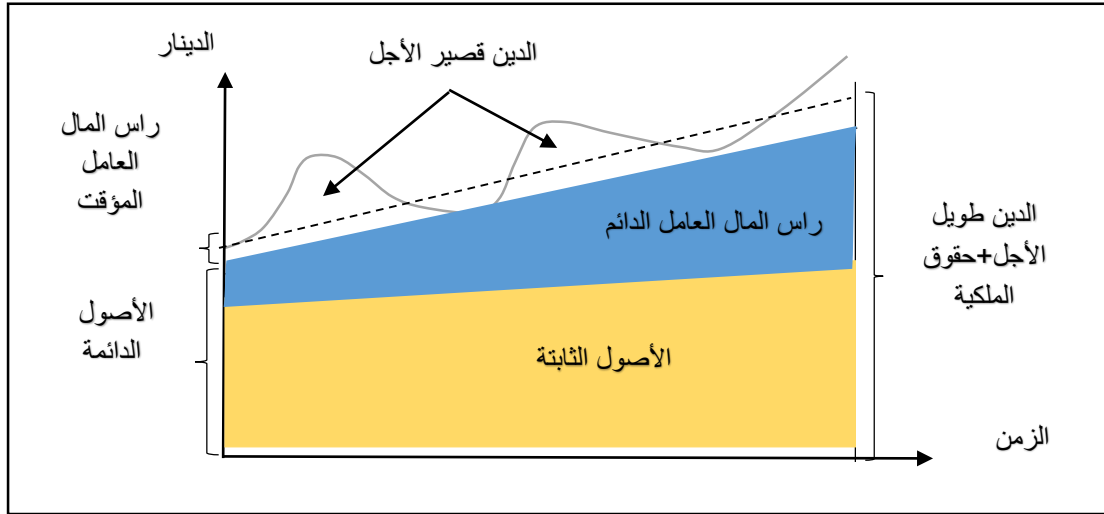 الدينار
الدين قصير الأجل
راس المال
العامل
المؤقت
راس المال العامل الدائم
الدين طويل
الأجل+حقوق
الملكية
الأصول
الدائمة
الأصول الثابتة
الزمن